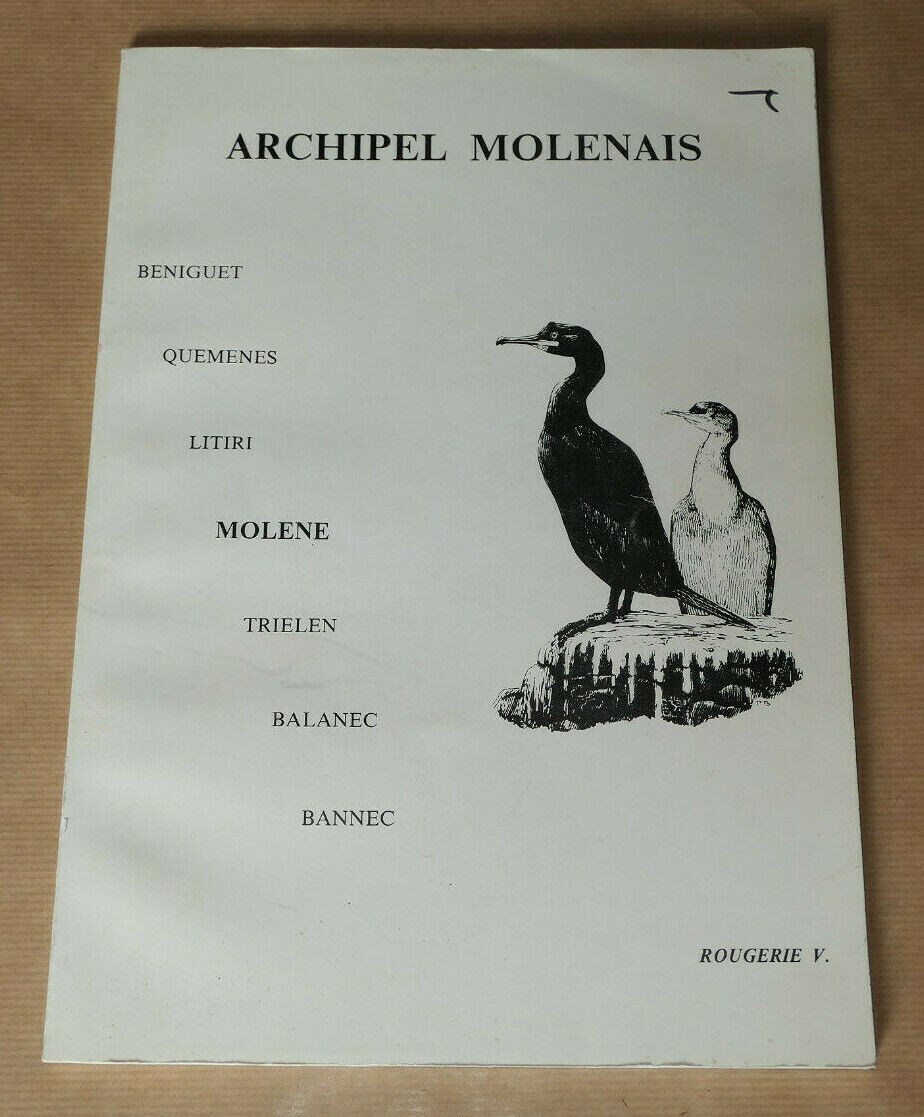 ARCHIPEL MOLENAIS
BENIGUET
QUEMENES
LITIRI
MOLENE
TRIELEN
BALANEC
BANNEC
ROUGERIE V.